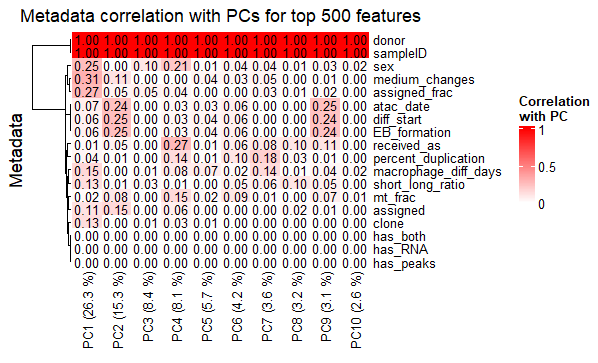 Metadata correlation with PCs for top 500 features
1.00 1.00 1.00 1.00 1.00 1.00 1.00 1.00 1.00 1.00 donor
1.00 1.00 1.00 1.00 1.00 1.00 1.00 1.00 1.00 1.00 sampleID
0.25 0.00 0.10 0.21 0.01 0.04 0.04 0.01 0.03 0.02 sex
0.31 0.11 0.00 0.00 0.04 0.03 0.05 0.01 0.00 0.01 medium_changes
0.27 0.05 0.05 0.04 0.00 0.00 0.03 0.01 0.02 0.00 assigned_frac
0.07 0.24 0.00 0.03 0.03 0.06 0.01 0.00 0.25 0.00 atac_date
0.06 0.25 0.00 0.03 0.04 0.06 0.01 0.00 0.24 0.00 diff_start
0.06 0.25 0.00 0.03 0.04 0.06 0.01 0.00 0.24 0.00 EB_formation
0.01 0.05 0.00 0.27 0.01 0.06 0.08 0.10 0.11 0.00 received_as
0.04 0.01 0.00 0.14 0.01 0.10 0.18 0.03 0.00 0.00 percent_duplication
0.15 0.00 0.01 0.08 0.07 0.02 0.14 0.01 0.04 0.02 macrophage_diff_days
0.13 0.01 0.03 0.01 0.00 0.05 0.06 0.10 0.05 0.00 short_long_ratio
0.02 0.08 0.00 0.15 0.02 0.09 0.01 0.00 0.07 0.01 mt_frac
0.11 0.15 0.00 0.06 0.00 0.00 0.00 0.02 0.01 0.00 assigned
0.13 0.00 0.01 0.03 0.01 0.00 0.00 0.00 0.00 0.00 clone
0.00 0.00 0.00 0.00 0.00 0.00 0.00 0.00 0.00 0.00 has_both
0.00 0.00 0.00 0.00 0.00 0.00 0.00 0.00 0.00 0.00 has_RNA
0.00 0.00 0.00 0.00 0.00 0.00 0.00 0.00 0.00 0.00 has_peaks
Metadata
PC1 (26.3 %)
PC2 (15.3 %)
PC3 (8.4 %)
PC4 (8.1 %)
PC5 (5.7 %)
PC6 (4.2 %)
PC7 (3.6 %)
PC8 (3.2 %)
PC9 (3.1 %)
PC10 (2.6 %)
Correlation
with PC
1
0.5
0